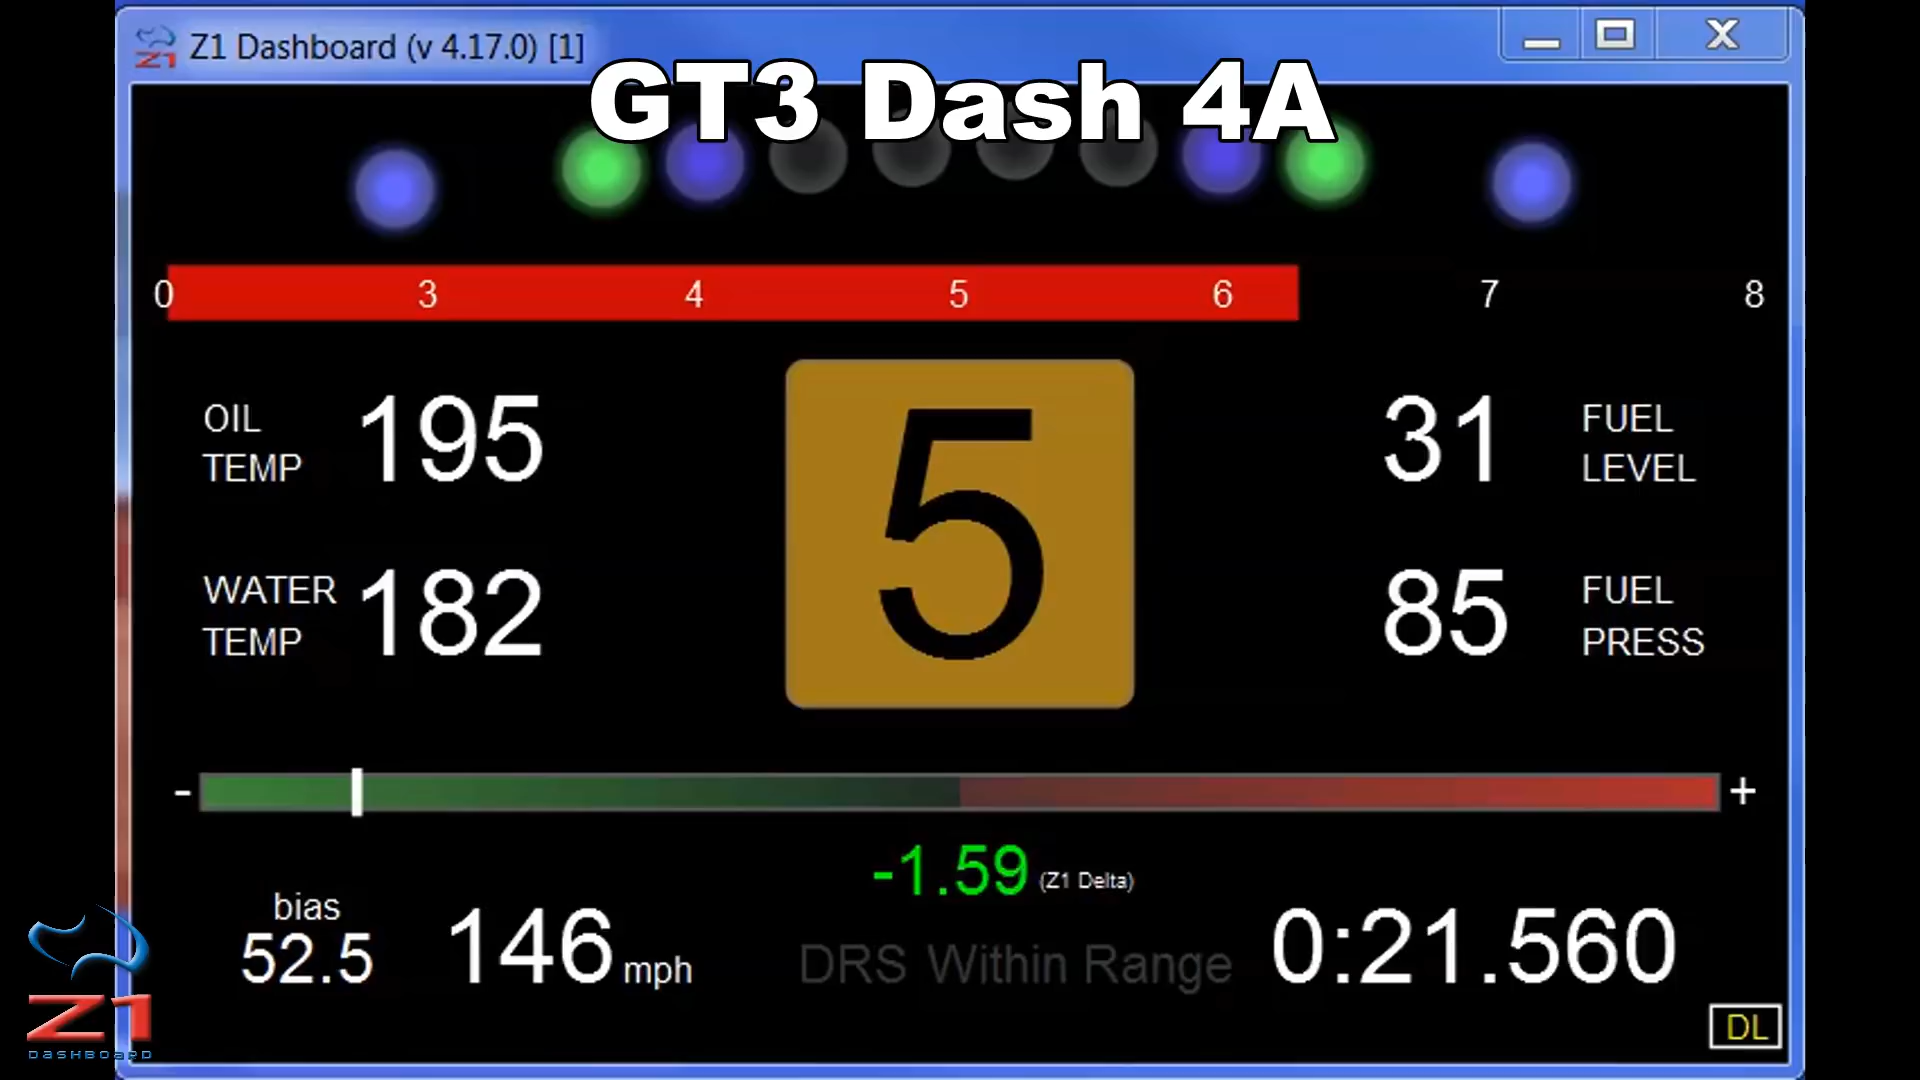 Z1 Dashboard (v 4.17.0) [1]
GT3 Dash 4A
0 3 4 5 6 7 8
OIL TEMP 195
5
31 FUEL LEVEL
WATER TEMP 182
85 FUEL PRESS
- +
-1.59 (Z1 Delta)
bias
52.5
146 mph
DRS Within Range
0:21.560
DL
Z1
DASHBOARD